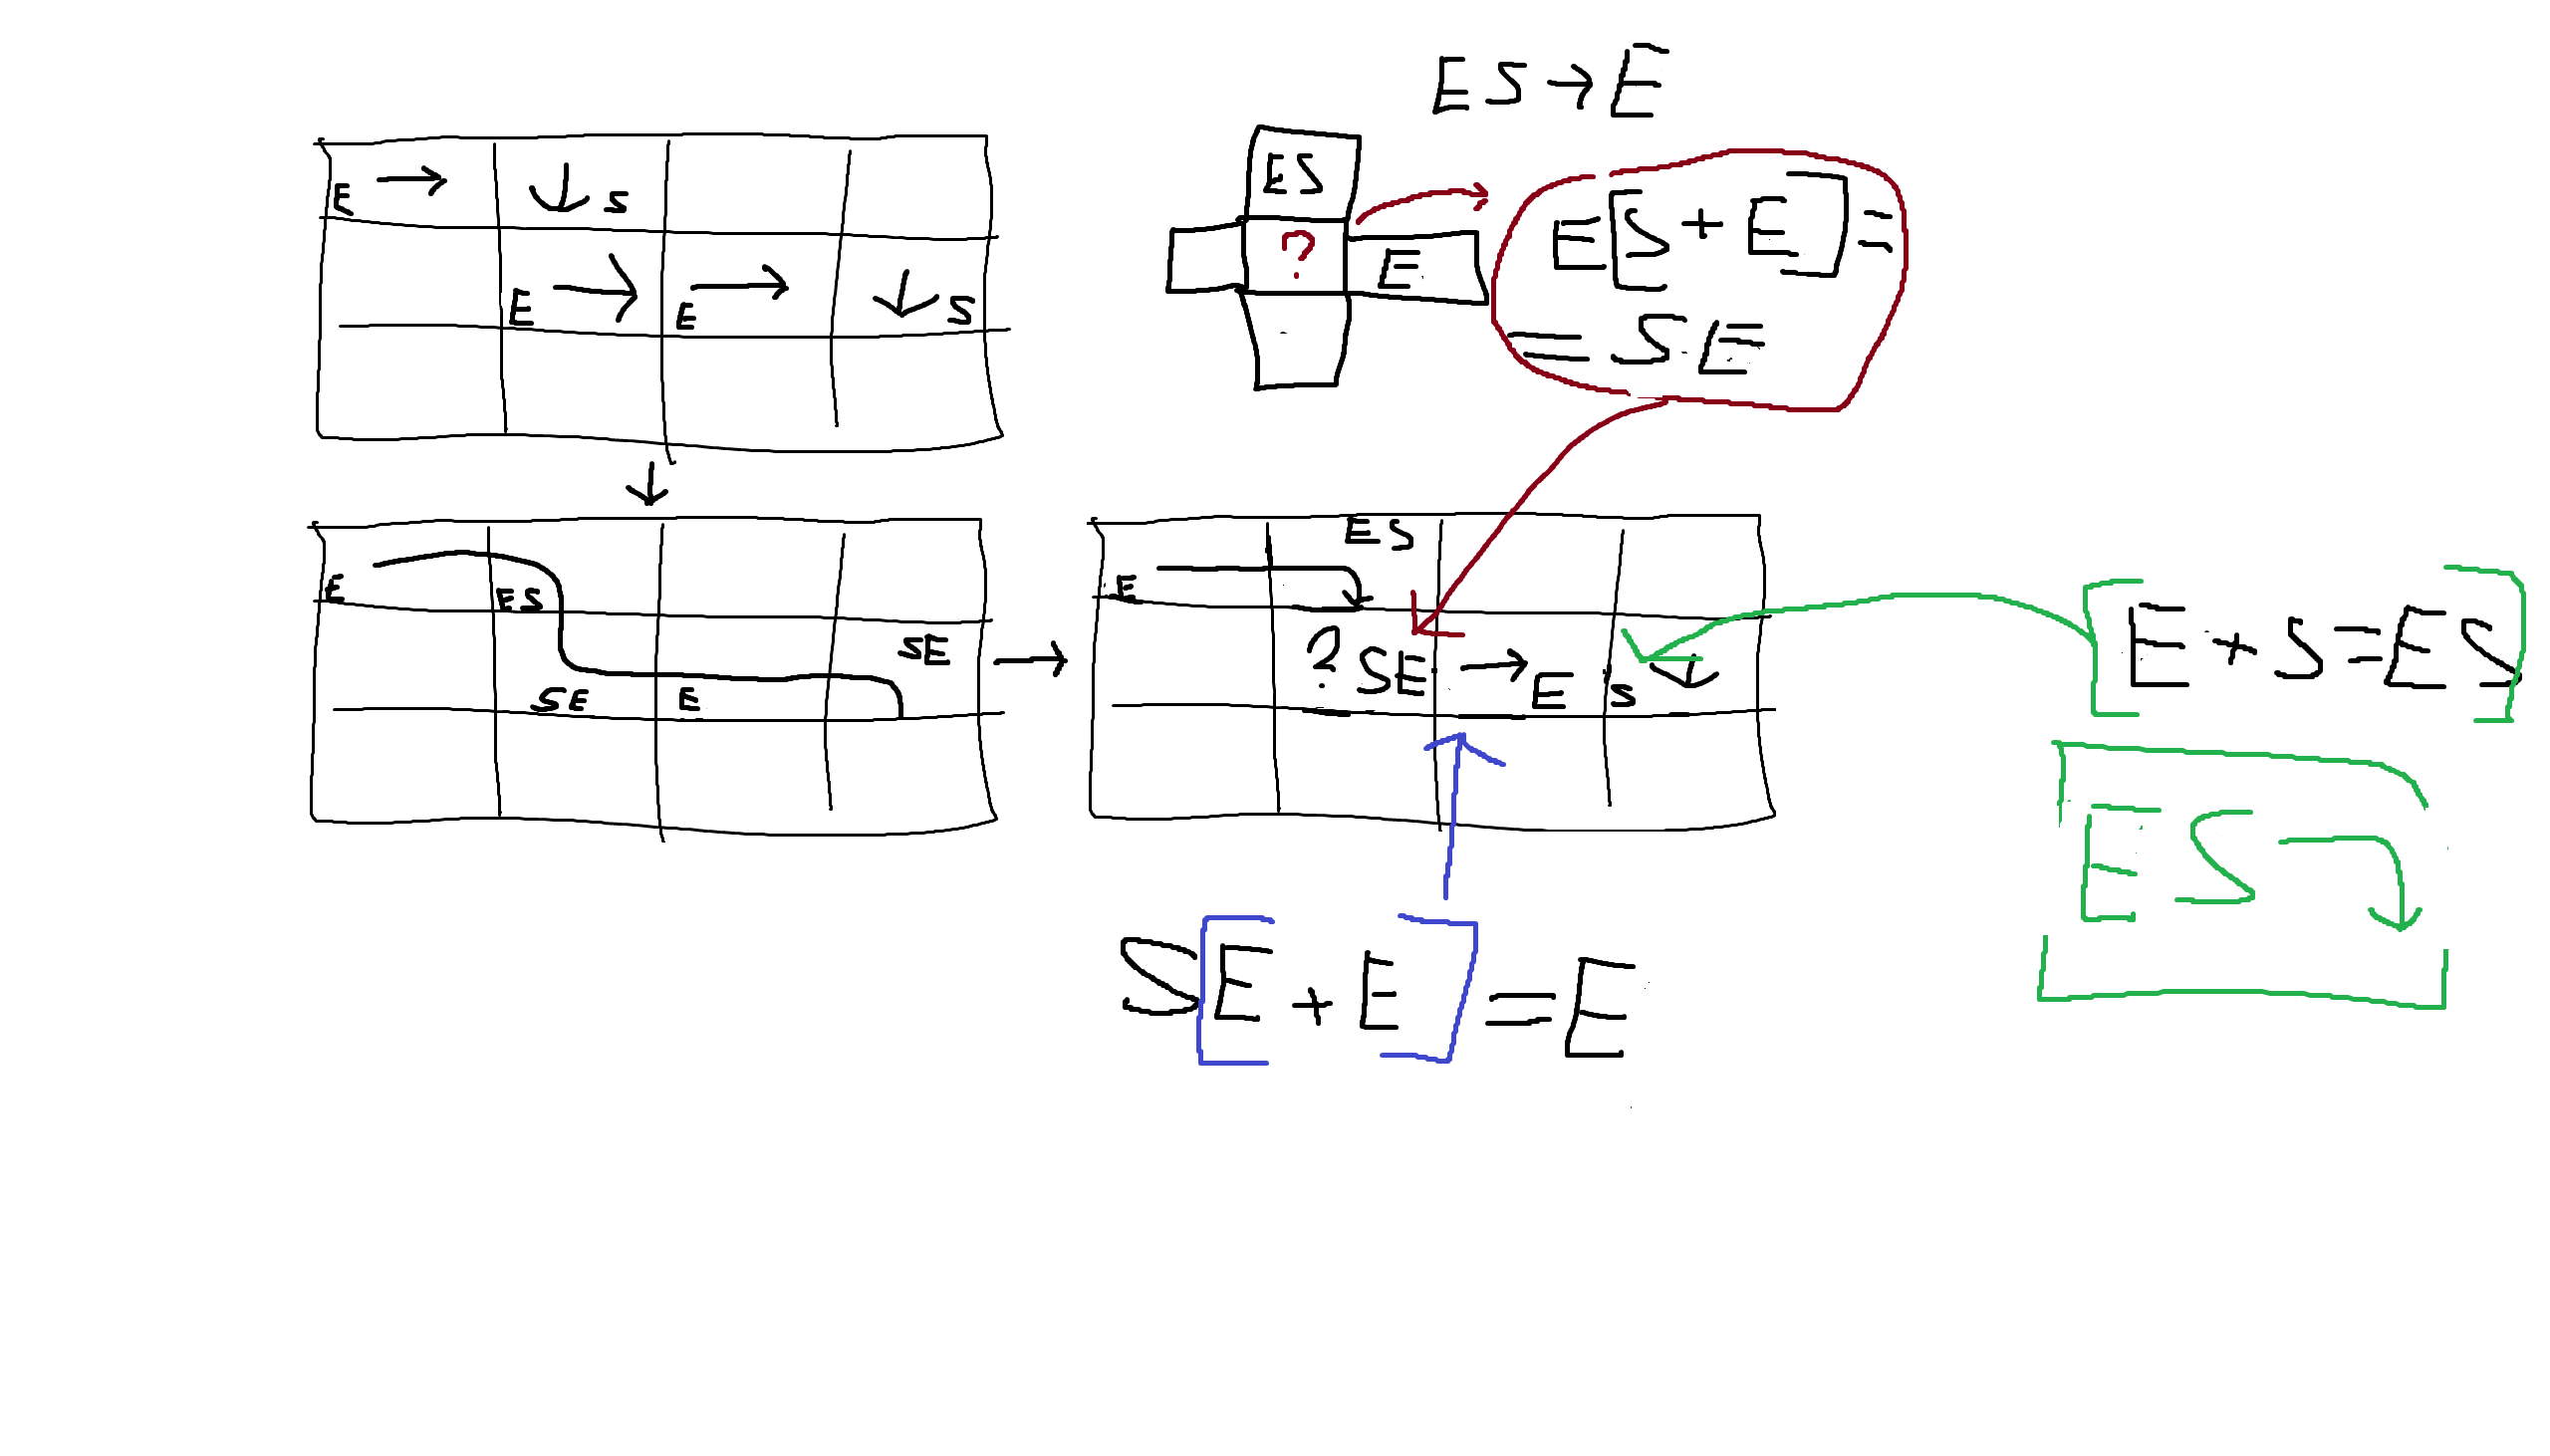 ES → E
E → ↓ S
E → E → ↓ S
ES
? E
E[S + E] =
= SE
E ES
SE E SE
ES
E
? SE → E S ↓
[E + S = ES]
ES
S[E + E] = E